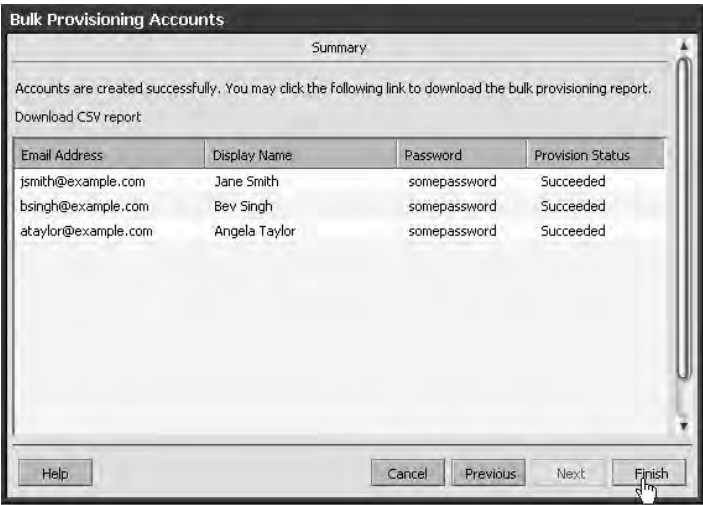 Bulk Provisioning Accounts
Summary
Accounts are created successfully. You may click the following link to download the bulk provisioning report.
Download CSV report
Email Address Display Name Password Provision Status
jsmith@example.com Jane Smith somepassword Succeeded
bsingh@example.com Bev Singh somepassword Succeeded
ataylor@example.com Angela Taylor somepassword Succeeded
Help Cancel Previous Next Finish